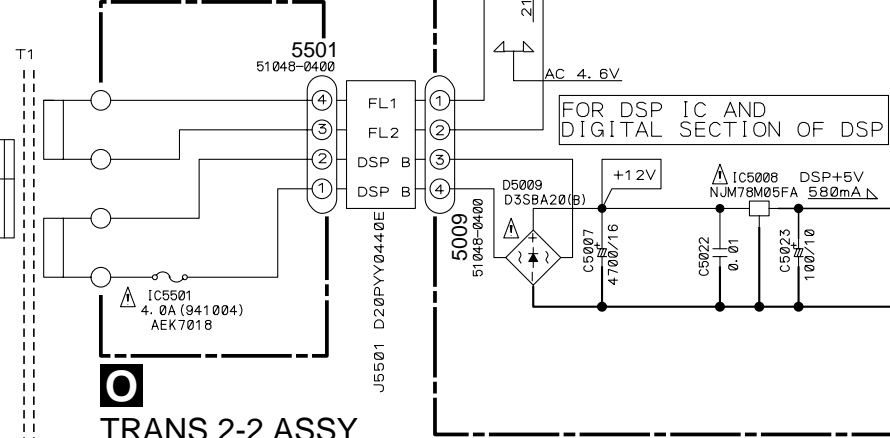 T1
5501
51048-0400
4
3
2
1
FL1
FL2
DSP B
DSP B
1
2
3
4
21
AC 4.6V
FOR DSP IC AND
DIGITAL SECTION OF DSP
+12V
D5009
D3SBA20(B)
IC5008
NJM78M05FA
DSP+5V
580mA
5009
51048-0400
C5007
4700/16
C5022
0.01
C5023
100/10
IC5501
4.0A(941004)
AEK7018
J5501 D20PYY0440E
O
TRANS 2-2 ASSY